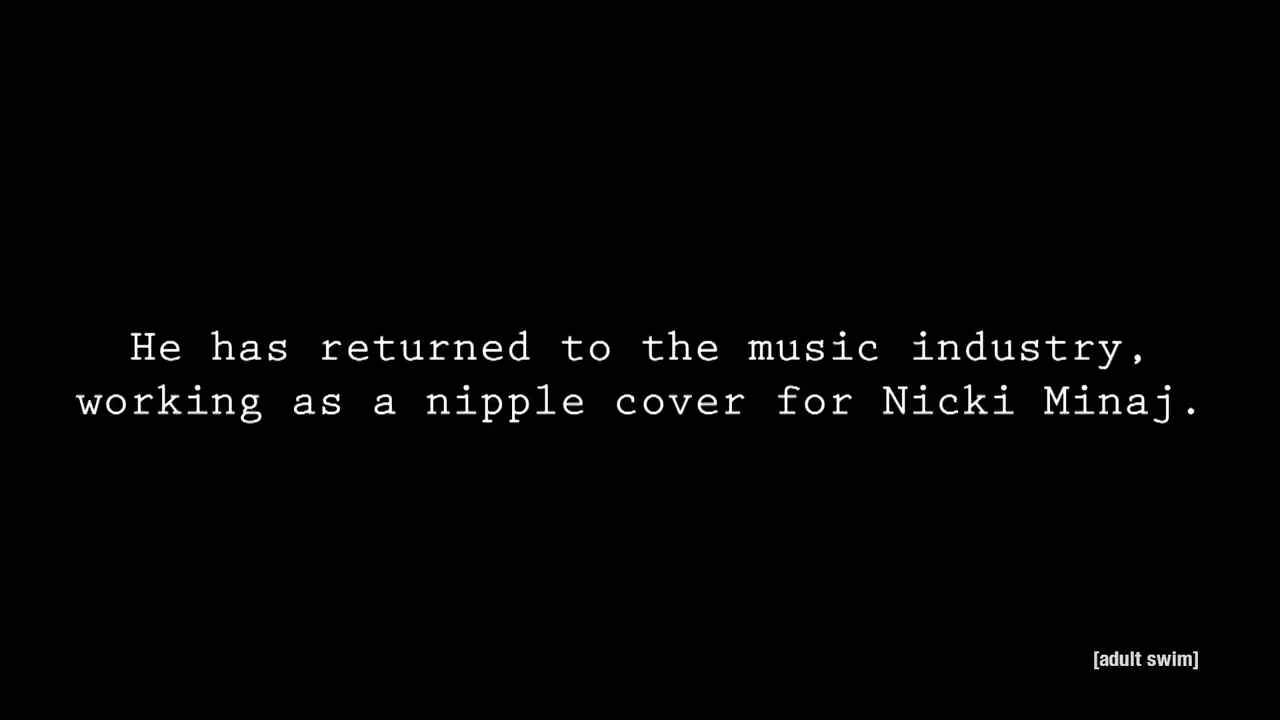 He has returned to the music industry,
working as a nipple cover for Nicki Minaj.
[adult swim]